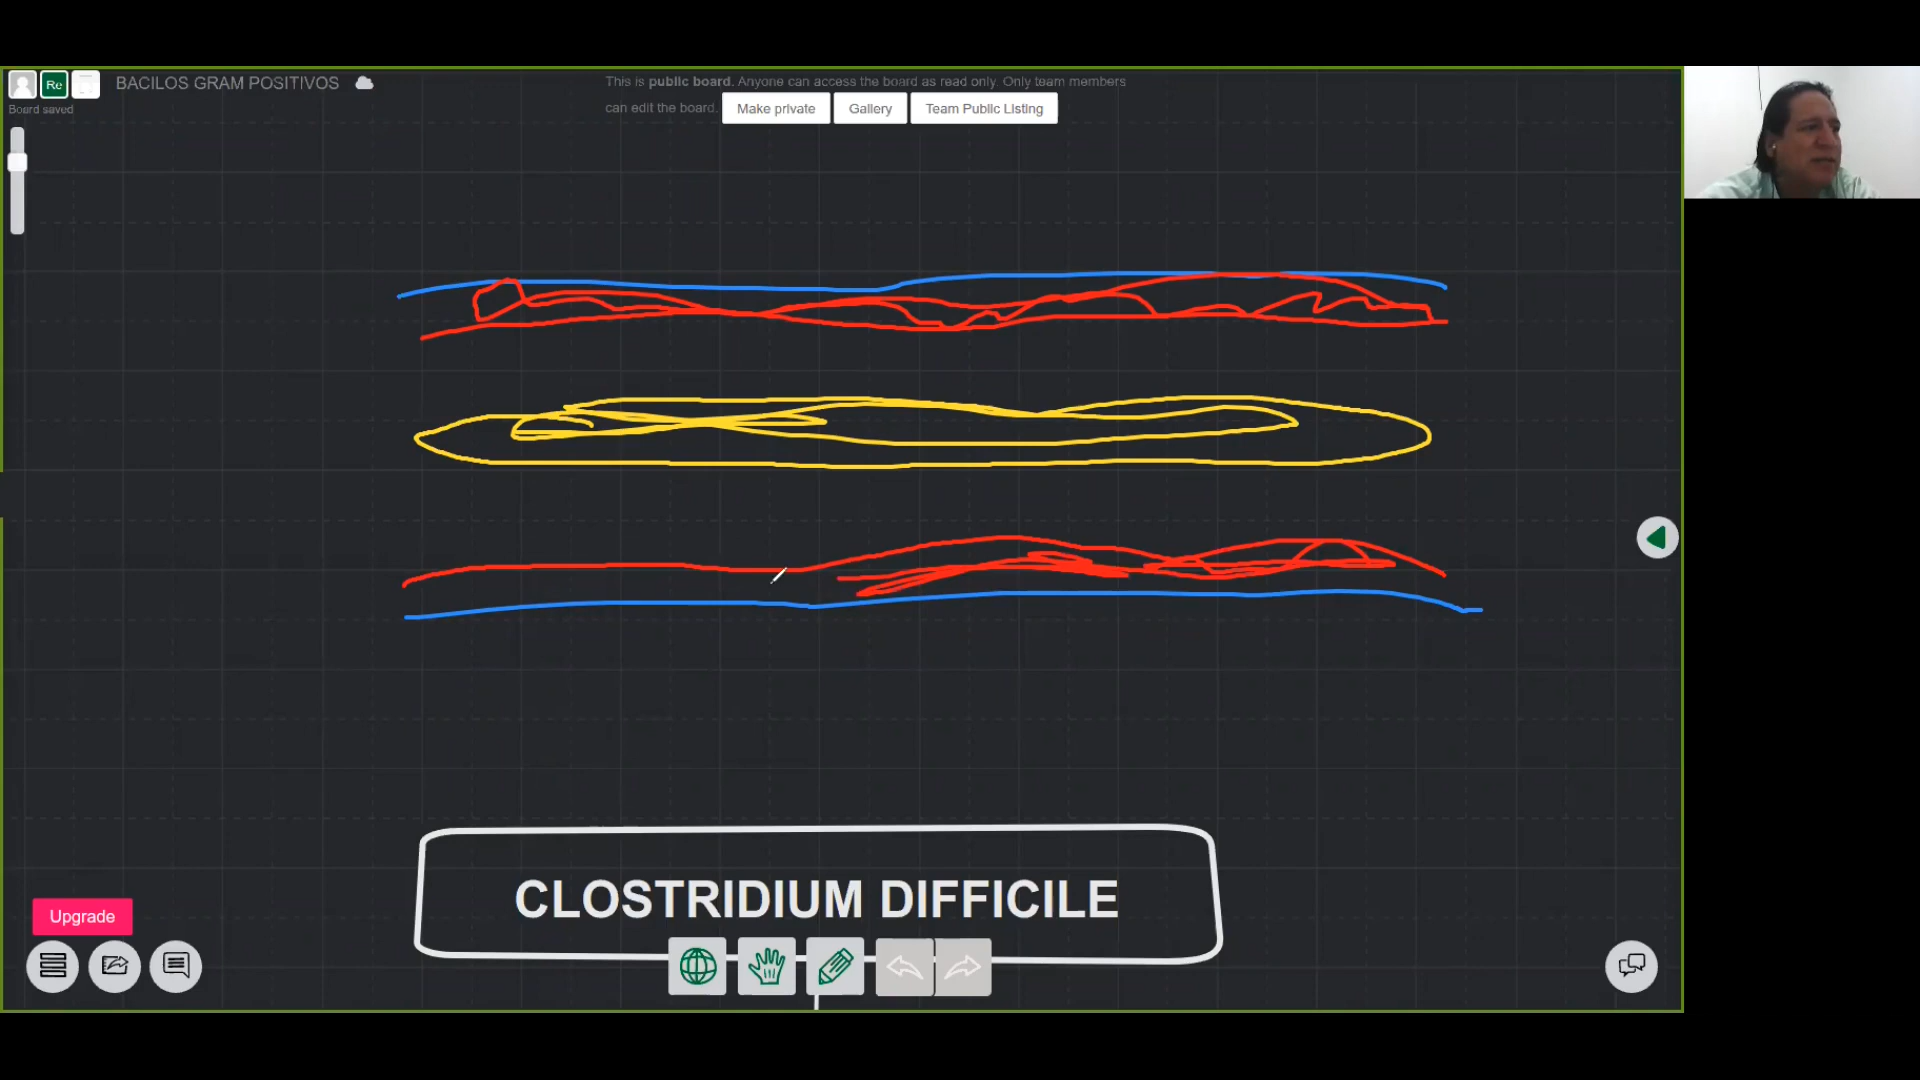 Re
BACILOS GRAM POSITIVOS
Board saved
This is public board. Anyone can access the board as read only. Only team members
can edit the board.
Make private
Gallery
Team Public Listing
CLOSTRIDIUM DIFFICILE
Upgrade